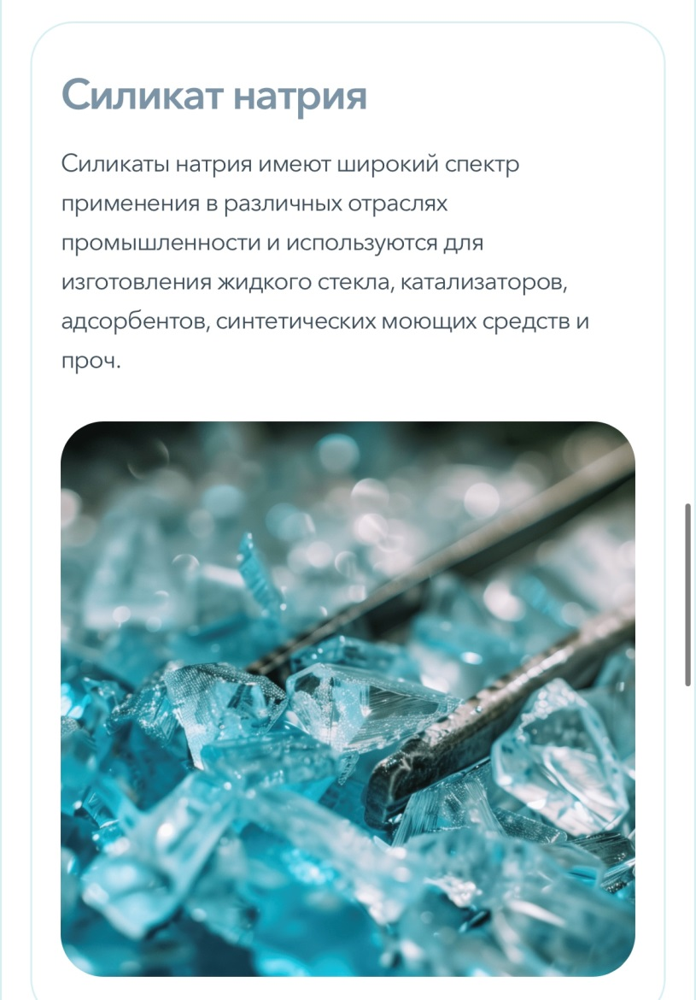 Силикат натрия
Силикаты натрия имеют широкий спектр
применения в различных отраслях
промышленности и используются для
изготовления жидкого стекла, катализаторов,
адсорбентов, синтетических моющих средств и
проч.